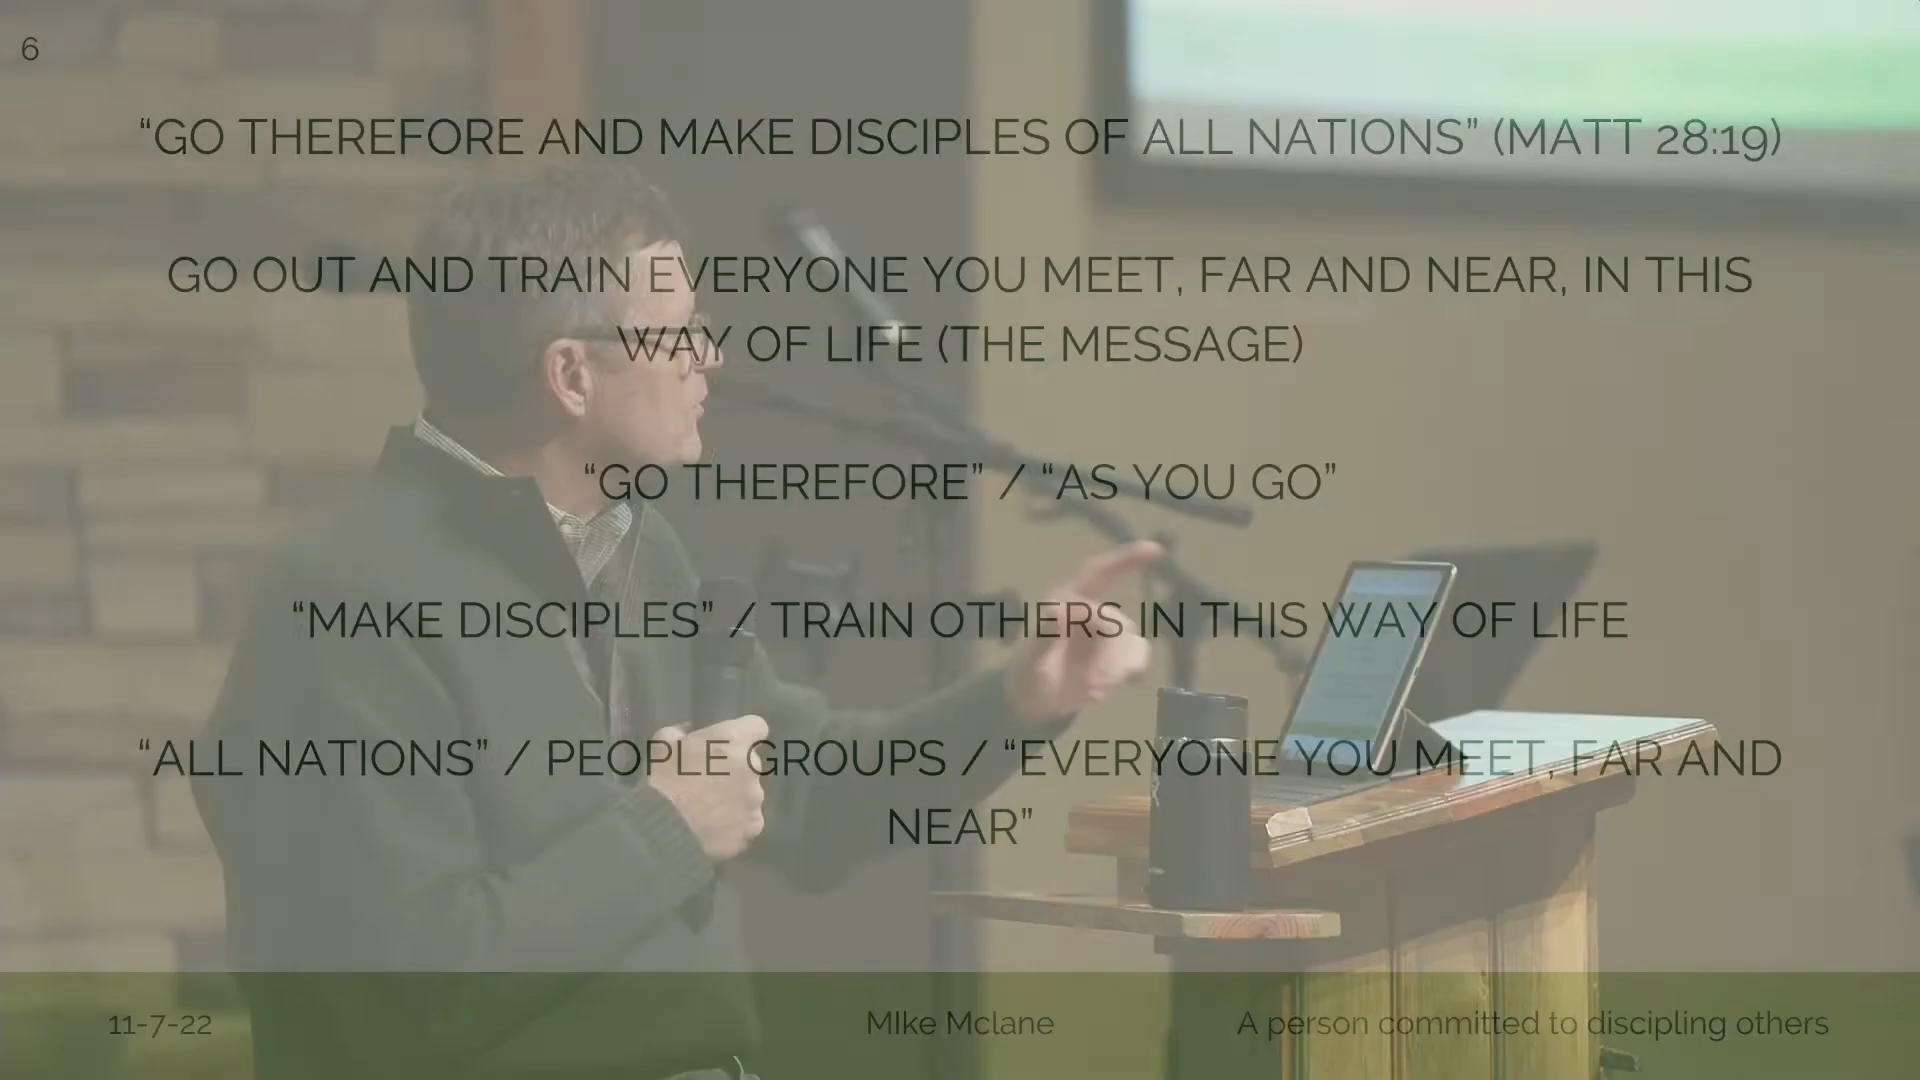 6
“GO THEREFORE AND MAKE DISCIPLES OF ALL NATIONS” (MATT 28:19)
GO OUT AND TRAIN EVERYONE YOU MEET, FAR AND NEAR, IN THIS
WAY OF LIFE (THE MESSAGE)
“GO THEREFORE” / “AS YOU GO”
“MAKE DISCIPLES” / TRAIN OTHERS IN THIS WAY OF LIFE
“ALL NATIONS” / PEOPLE GROUPS / “EVERYONE YOU MEET, FAR AND
NEAR”
11-7-22 MIke Mclane A person committed to discipling others